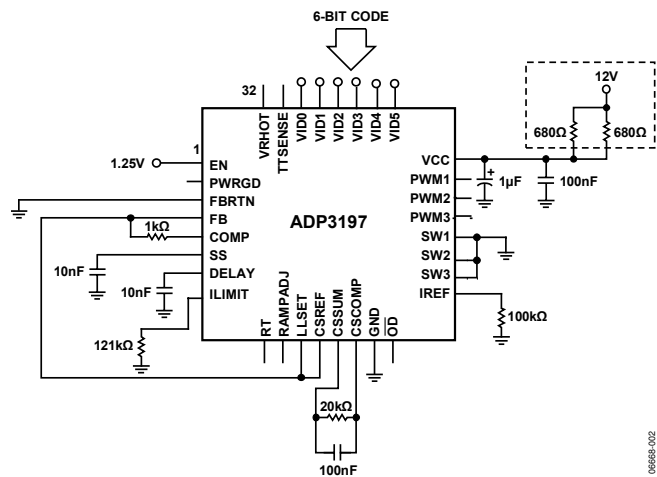 6-BIT CODE
12V
680Ω
680Ω
32
VRHOT
TTSENSE
VID0
VID1
VID2
VID3
VID4
VID5
1
1.25V
EN
PWRGD
FBRTN
FB
COMP
SS
DELAY
ILIMIT
1kΩ
10nF
10nF
121kΩ
ADP3197
VCC
PWM1
PWM2
PWM3
SW1
SW2
SW3
IREF
+
1µF
100nF
100kΩ
RT
RAMPADJ
LLSET
CSREF
CSSUM
CSCOMP
GND
OD
20kΩ
100nF
06668-002